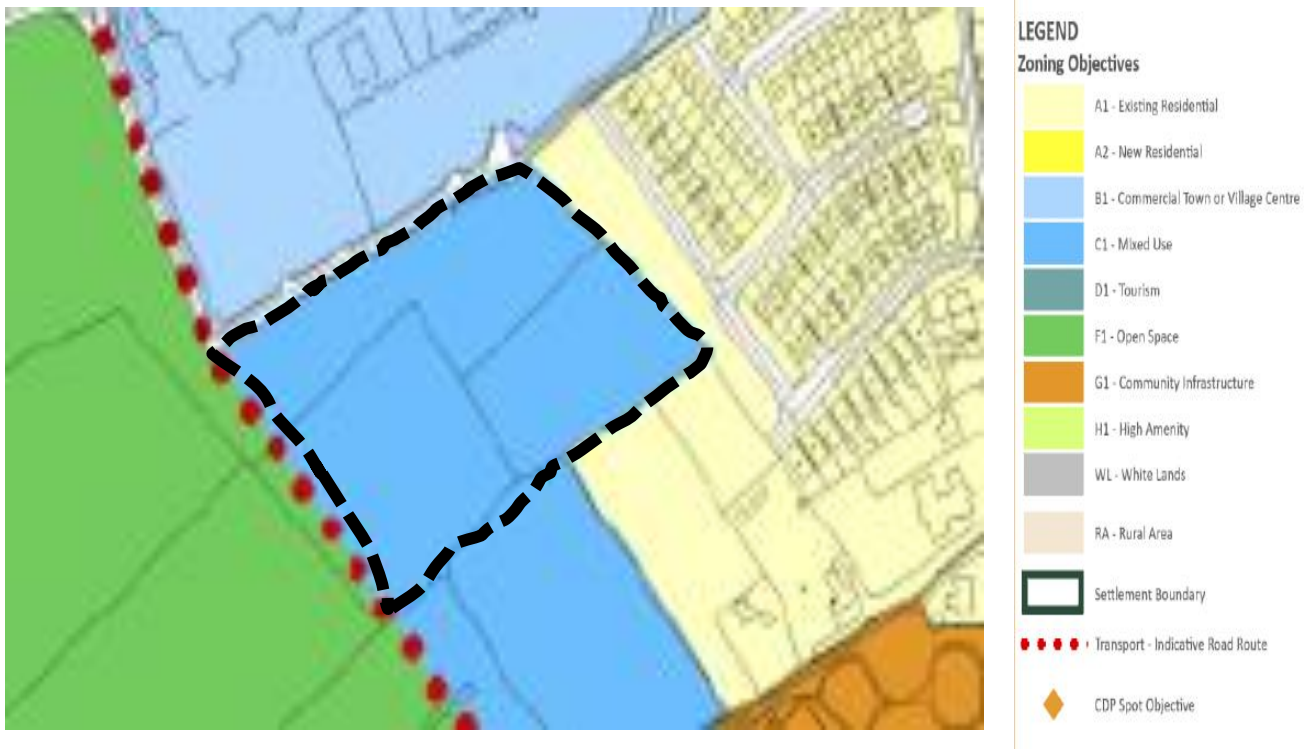 LEGEND
Zoning Objectives
A1 - Existing Residential
A2 - New Residential
B1 - Commercial Town or Village Centre
C1 - Mixed Use
D1 - Tourism
F1 - Open Space
G1 - Community Infrastructure
H1 - High Amenity
WL - White Lands
RA - Rural Area
Settlement Boundary
Transport - Indicative Road Route
CDP Spot Objective